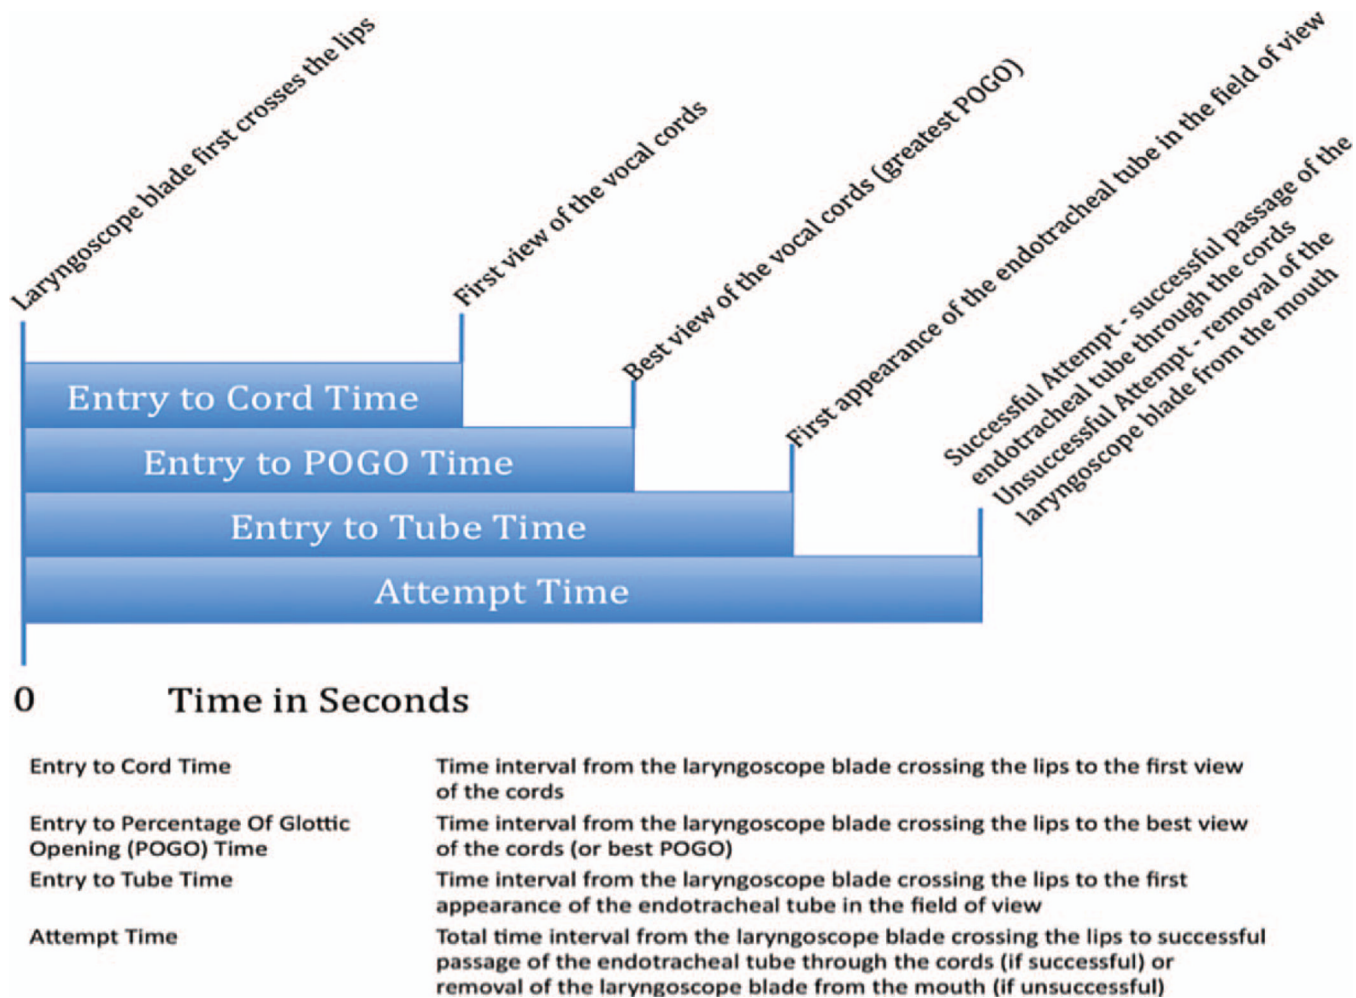 Laryngoscope blade first crosses the lips
First view of the vocal cords
Best view of the vocal cords (greatest POGO)
First appearance of the endotracheal tube in the field of view
Successful Attempt - successful passage of the
endotracheal tube through the cords
Unsuccessful Attempt - removal of the
laryngoscope blade from the mouth
Entry to Cord Time
Entry to POGO Time
Entry to Tube Time
Attempt Time
0 Time in Seconds
Entry to Cord Time
Time interval from the laryngoscope blade crossing the lips to the first view
of the cords
Entry to Percentage Of Glottic
Opening (POGO) Time
Time interval from the laryngoscope blade crossing the lips to the best view
of the cords (or best POGO)
Entry to Tube Time
Time interval from the laryngoscope blade crossing the lips to the first
appearance of the endotracheal tube in the field of view
Attempt Time
Total time interval from the laryngoscope blade crossing the lips to successful
passage of the endotracheal tube through the cords (if successful) or
removal of the laryngoscope blade from the mouth (if unsuccessful)